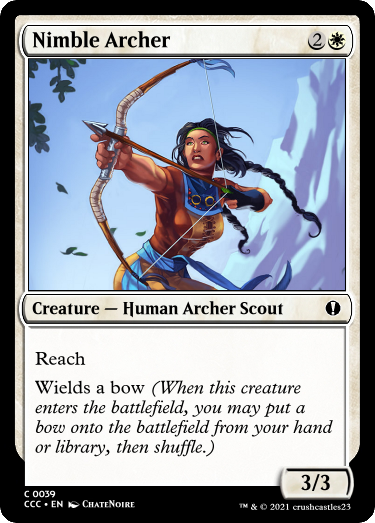 Nimble Archer 2
Creature — Human Archer Scout
Reach
Wields a bow (When this creature
enters the battlefield, you may put a
bow onto the battlefield from your hand
or library, then shuffle.)
3/3
C 0039
CCC • EN ChateNoire
™ & © 2021 crushcastles23